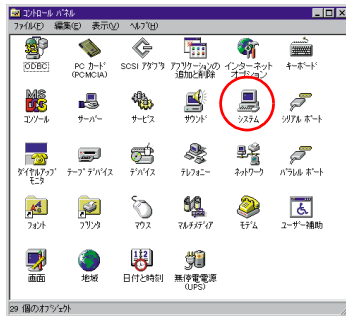 コントロール パネル
ファイル(F) 編集(E) 表示(V) ヘルプ(H)
ODBC
PC カード (PCMCIA)
SCSI アダプタ
アプリケーションの追加と削除
インターネット オプション
キーボード
MS DOS
コンソール
サーバー
サービス
サウンド
システム
シリアル ポート
ダイヤルアップ モニタ
テープ デバイス
デバイス
テレフォニー
ネットワーク
パラレル ポート
フォント
プリンタ
マウス
マルチメディア
モデム
ユーザー補助
画面
地域
日付と時刻
無停電電源 (UPS)
29 個のオブジェクト